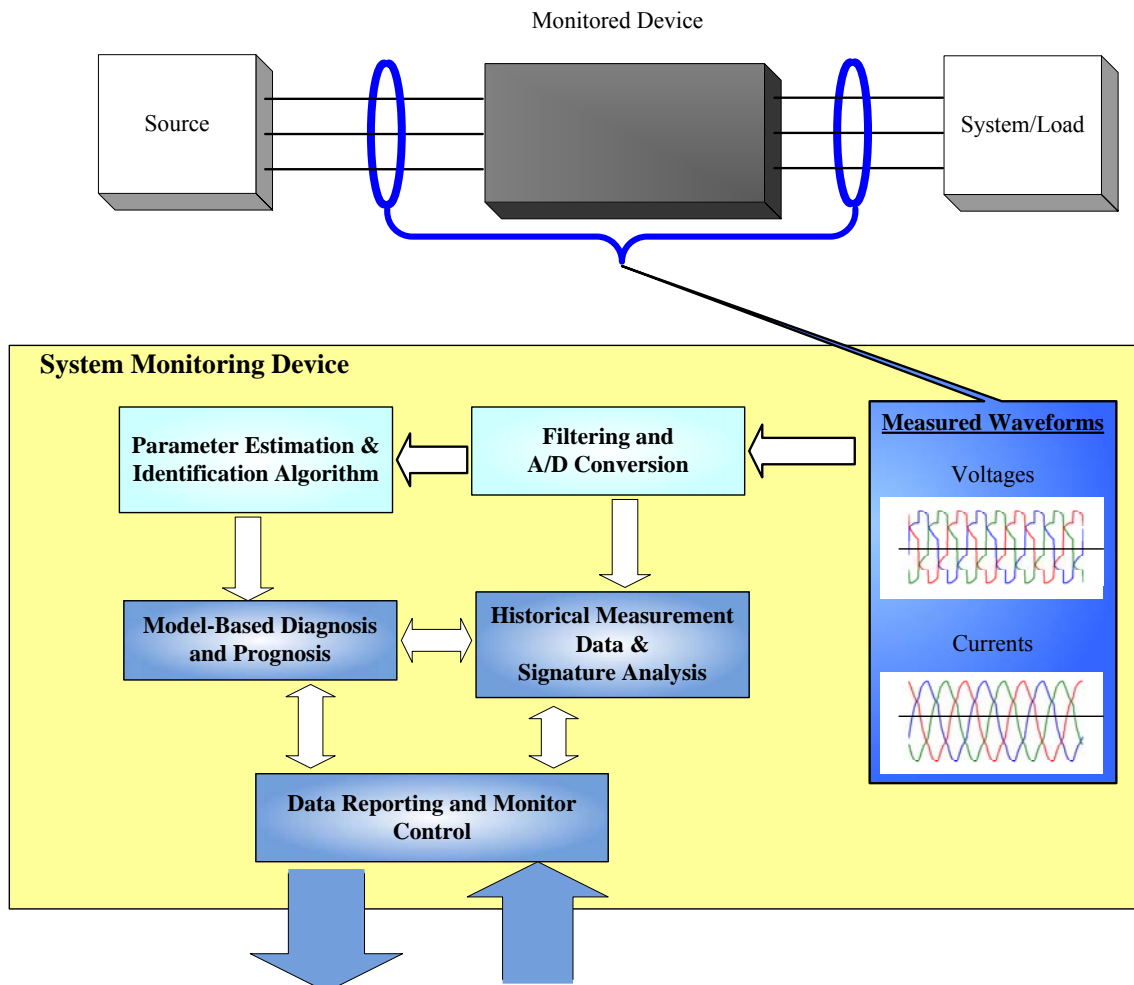 Monitored Device
Source
System/Load
System Monitoring Device
Measured Waveforms
Parameter Estimation &
Identification Algorithm
Filtering and
A/D Conversion
Voltages
Model-Based Diagnosis
and Prognosis
Historical Measurement
Data &
Signature Analysis
Currents
Data Reporting and Monitor
Control